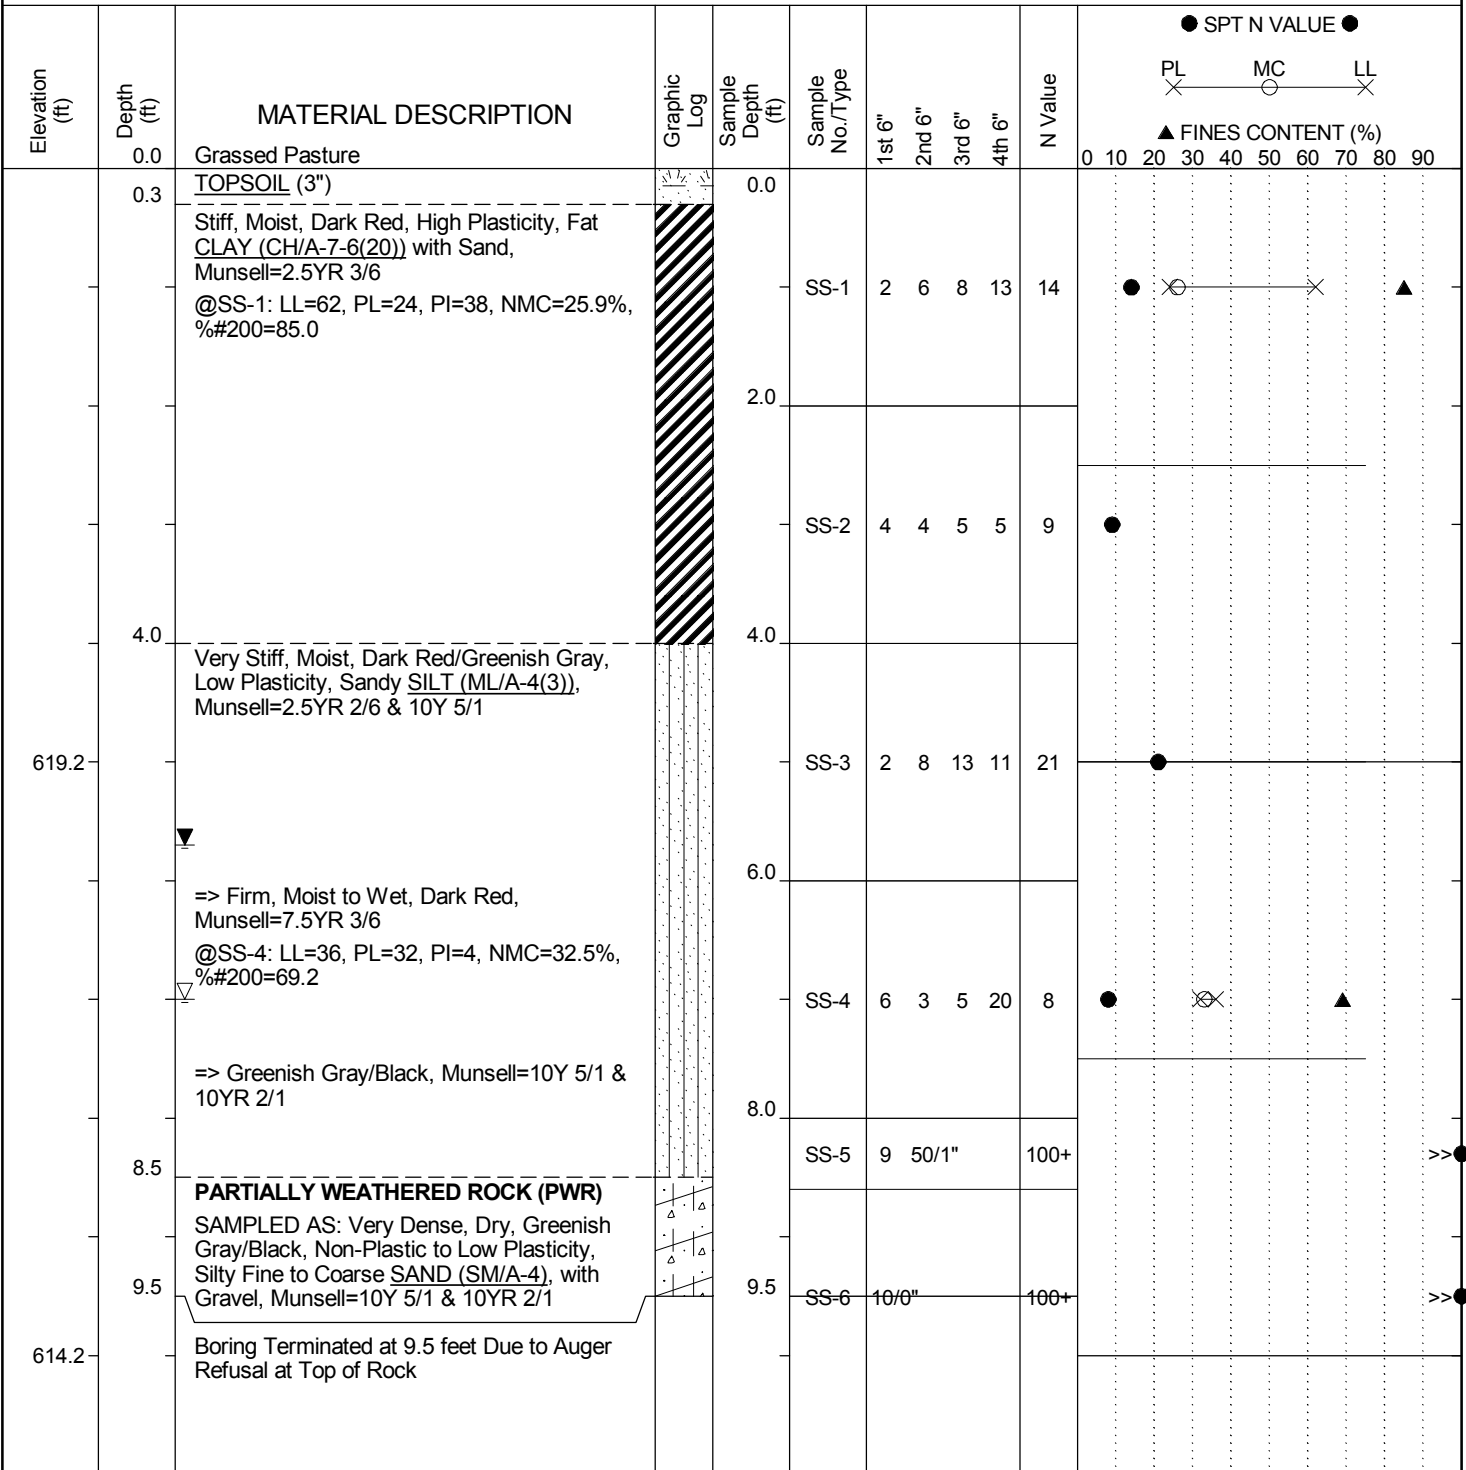 Elevation (ft)
Depth (ft)
MATERIAL DESCRIPTION
Graphic Log
Sample Depth (ft)
Sample No./Type
1st 6"
2nd 6"
3rd 6"
4th 6"
N Value
● SPT N VALUE ●
PL MC LL
▲ FINES CONTENT (%)
0 10 20 30 40 50 60 70 80 90
0.0 Grassed Pasture
TOPSOIL (3") 0.0
0.3
Stiff, Moist, Dark Red, High Plasticity, Fat
CLAY (CH/A-7-6(20)) with Sand,
Munsell=2.5YR 3/6
SS-1 2 6 8 13 14
@SS-1: LL=62, PL=24, PI=38, NMC=25.9%,
%#200=85.0
2.0
SS-2 4 4 5 5 9
4.0 4.0
Very Stiff, Moist, Dark Red/Greenish Gray,
Low Plasticity, Sandy SILT (ML/A-4(3)),
Munsell=2.5YR 2/6 & 10Y 5/1
619.2 SS-3 2 8 13 11 21
6.0
=> Firm, Moist to Wet, Dark Red,
Munsell=7.5YR 3/6
@SS-4: LL=36, PL=32, PI=4, NMC=32.5%,
%#200=69.2
SS-4 6 3 5 20 8
=> Greenish Gray/Black, Munsell=10Y 5/1 &
10YR 2/1
8.0
SS-5 9 50/1" 100+ >>
8.5
PARTIALLY WEATHERED ROCK (PWR)
SAMPLED AS: Very Dense, Dry, Greenish
Gray/Black, Non-Plastic to Low Plasticity,
Silty Fine to Coarse SAND (SM/A-4), with
Gravel, Munsell=10Y 5/1 & 10YR 2/1
9.5 9.5 SS-6 10/0" 100+ >>
Boring Terminated at 9.5 feet Due to Auger
Refusal at Top of Rock
614.2